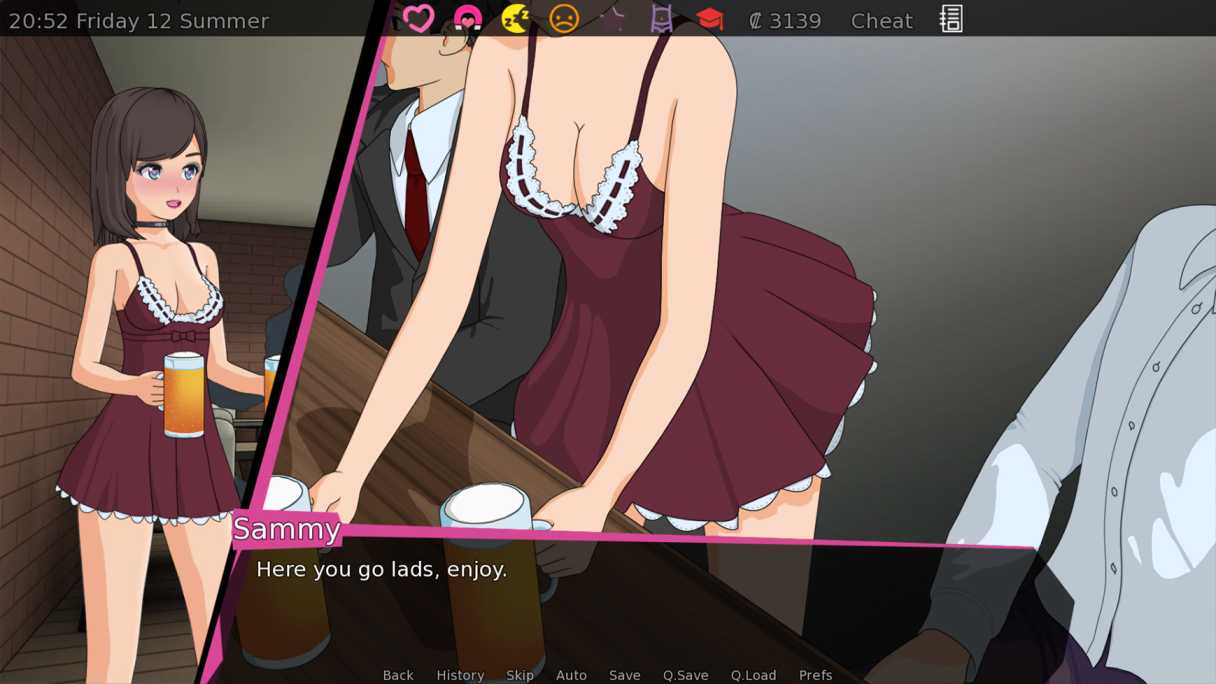 20:52 Friday 12 Summer
₡ 3139
Cheat
Sammy
Here you go lads, enjoy.
Back History Skip Auto Save Q.Save Q.Load Prefs